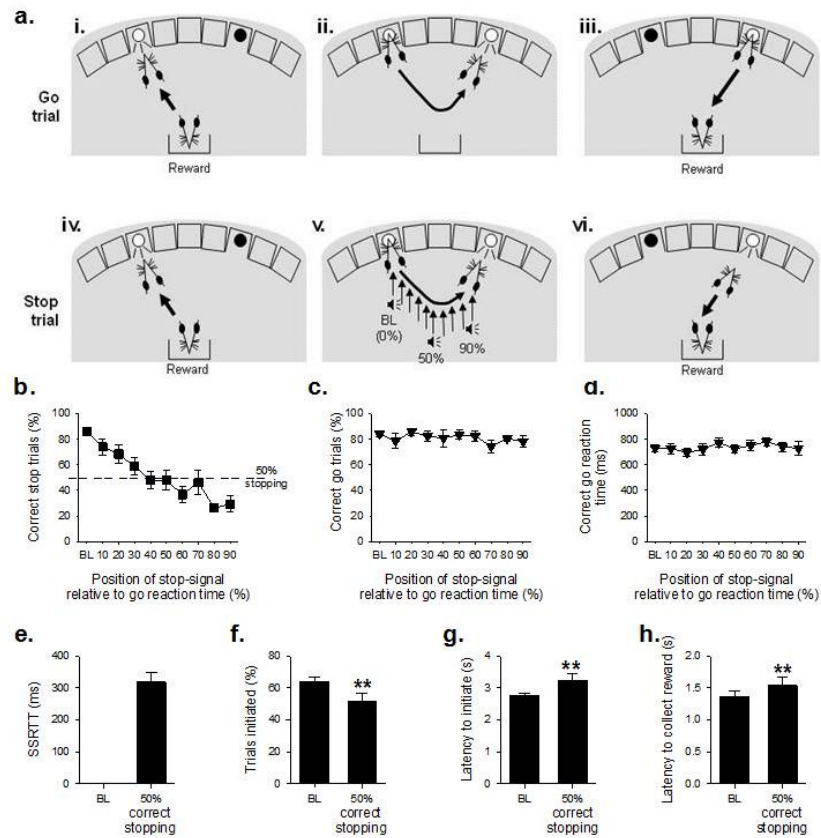 a.
i.
ii.
iii.
Go
trial
Reward
Reward
iv.
v.
vi.
Stop
trial
BL
(0%)
50%
90%
Reward
Reward
b.
Correct stop trials (%)
100
80
60
40
20
0
50%
stopping
BL 10 20 30 40 50 60 70 80 90
Position of stop-signal
relative to go reaction time (%)
c.
Correct go trials (%)
100
80
60
40
20
0
BL 10 20 30 40 50 60 70 80 90
Position of stop-signal
relative to go reaction time (%)
d.
Correct go reaction
time (ms)
1000
800
600
400
200
0
BL 10 20 30 40 50 60 70 80 90
Position of stop-signal
relative to go reaction time (%)
e.
SSRTT (ms)
400
300
200
100
0
BL 50%
correct
stopping
f.
Trials initiated (%)
100
80
60
40
20
0
**
BL 50%
correct
stopping
g.
Latency to initiate (s)
4
3
2
1
0
**
BL 50%
correct
stopping
h.
Latency to collect reward (s)
2.0
1.5
1.0
0.5
0.0
**
BL 50%
correct
stopping